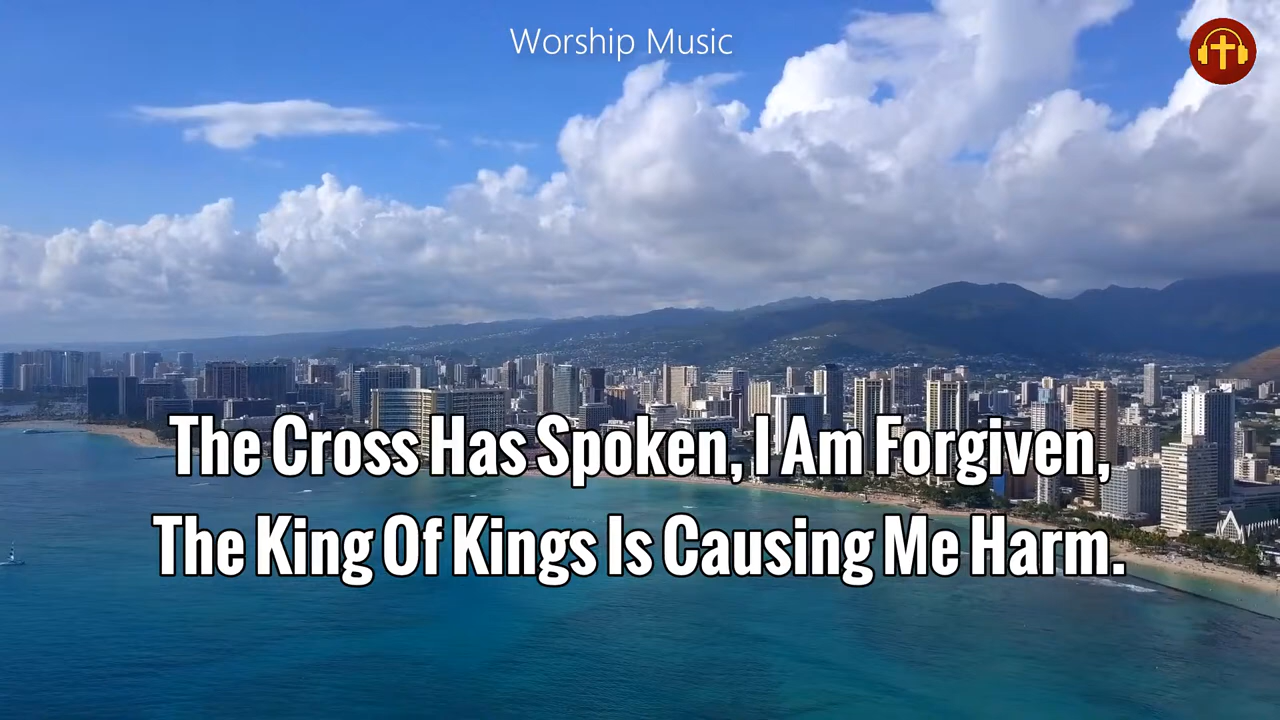 Worship Music
The Cross Has Spoken, I Am Forgiven,
The King Of Kings Is Causing Me Harm.